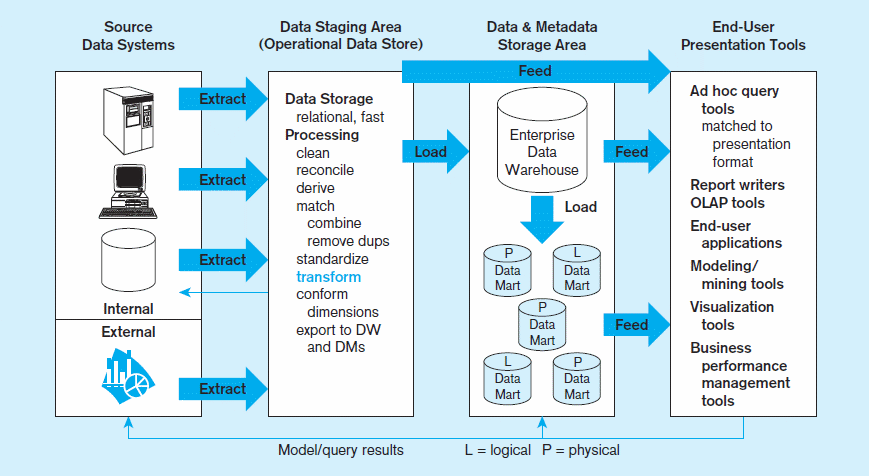 Source
Data Systems
Data Staging Area
(Operational Data Store)
Data & Metadata
Storage Area
End-User
Presentation Tools
Extract
Extract
Extract
Internal
External
Extract
Data Storage
relational, fast
Processing
clean
reconcile
derive
match
combine
remove dups
standardize
transform
conform
dimensions
export to DW
and DMs
Feed
Load
Enterprise
Data
Warehouse
Feed
Load
P
Data
Mart
L
Data
Mart
P
Data
Mart
Feed
L
Data
Mart
P
Data
Mart
Ad hoc query
tools
matched to
presentation
format
Report writers
OLAP tools
End-user
applications
Modeling/
mining tools
Visualization
tools
Business
performance
management
tools
Model/query results
L = logical P = physical